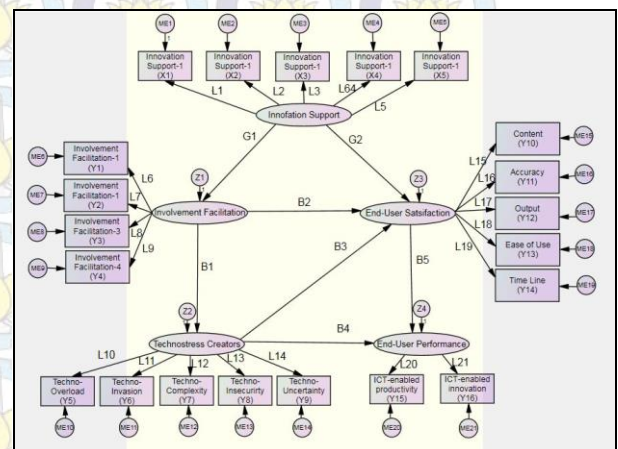 ME1
ME2
ME3
ME4
ME5
1
Innovation
Support-1
(X1)
Innovation
Support-1
(X2)
Innovation
Support-1
(X3)
Innovation
Support-1
(X4)
Innovation
Support-1
(X5)
L1
L2
L3
L64
L5
Innofation Support
G1
G2
ME6
Involvement
Facilitation-1
(Y1)
ME7
Involvement
Facilitation-1
(Y2)
ME8
Involvement
Facilitation-3
(Y3)
ME9
Involvement
Facilitation-4
(Y4)
L6
L7
L8
L9
Z1
1
Involvement Facilitation
B2
Z3
1
End-User Satsifaction
L15
L16
L17
L18
L19
Content
(Y10)
ME15
Accuracy
(Y11)
ME16
Output
(Y12)
ME17
Ease of Use
(Y13)
ME18
Time Line
(Y14)
ME19
B1
B3
B5
Z2
1
Technostress Creators
B4
Z4
1
End-User Performance
L10
L11
L12
L13
L14
L20
L21
Techno-
Overload
(Y5)
Techno-
Invasion
(Y6)
Techno-
Complexity
(Y7)
Techno-
Insecurirty
(Y8)
Techno-
Uncertainty
(Y9)
ICT-enabled
productivity
(Y15)
ICT-enabled
innovation
(Y16)
ME10
ME11
ME12
ME13
ME14
ME20
ME21